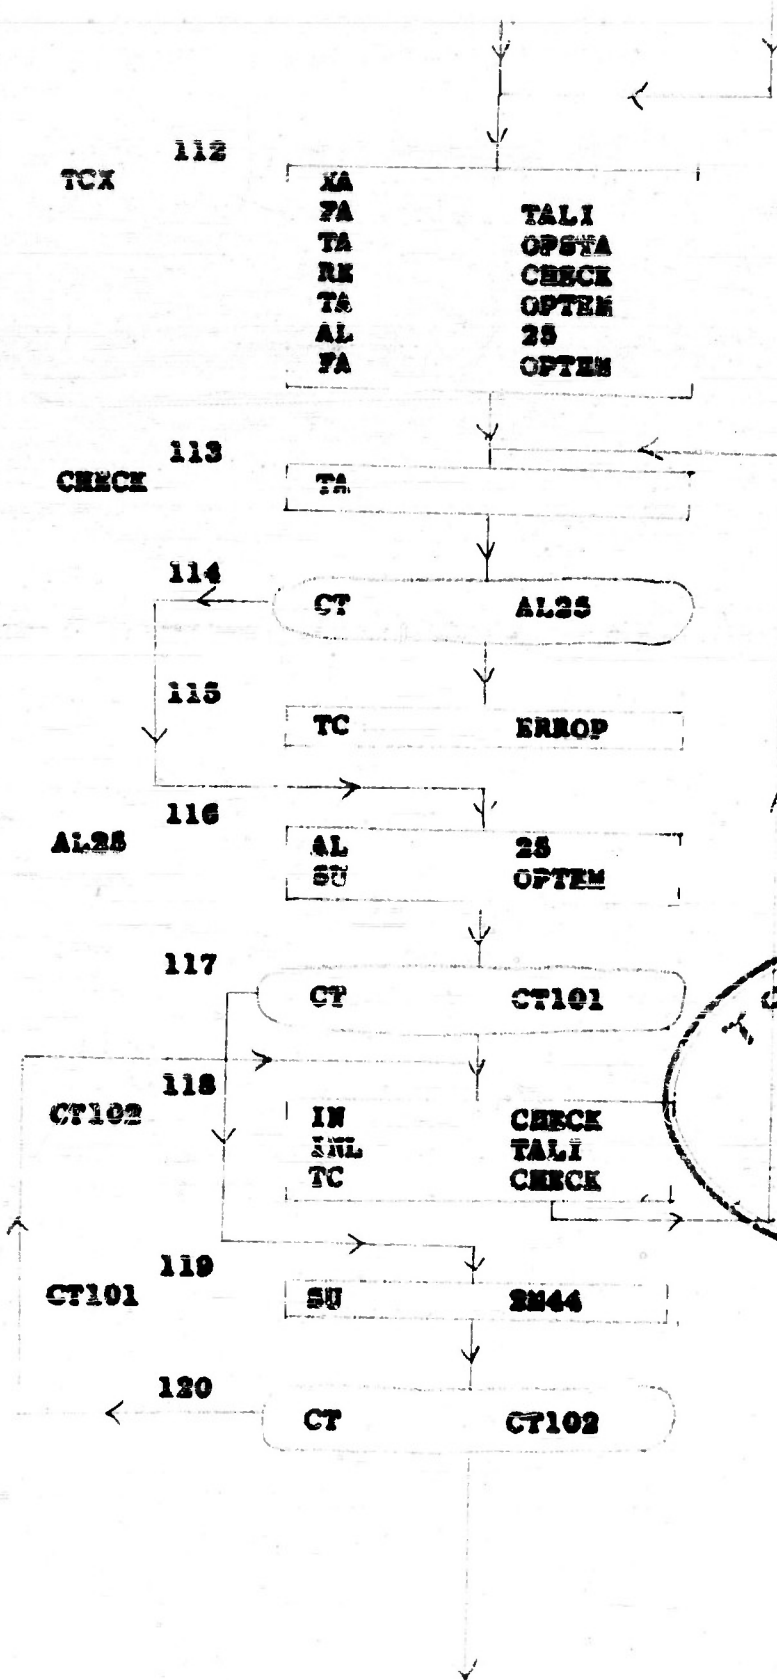 112
TCX
XA
FA TALI
TA OPSTA
RE CHECK
TA OPTEM
AL 25
FA OPTEM
113
CHECK TA
114
CT AL25
115
TC ERROP
116
AL25
AL 25
SU OPTEM
117
CT CT101
118
CT102
IN CHECK
INL TALI
TC CHECK
119
CT101
SU 2M44
120
CT CT102